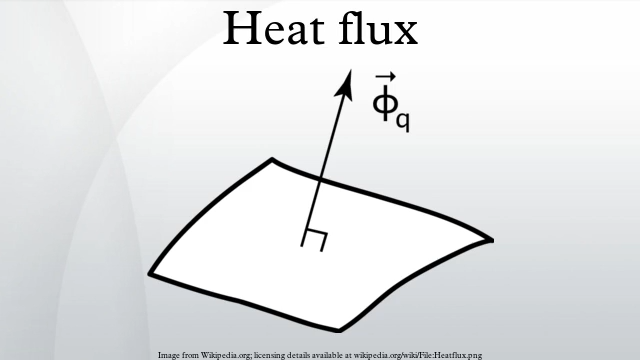 Heat flux
ϕq
Image from Wikipedia.org; licensing details available at wikipedia.org/wiki/File:Heatflux.png